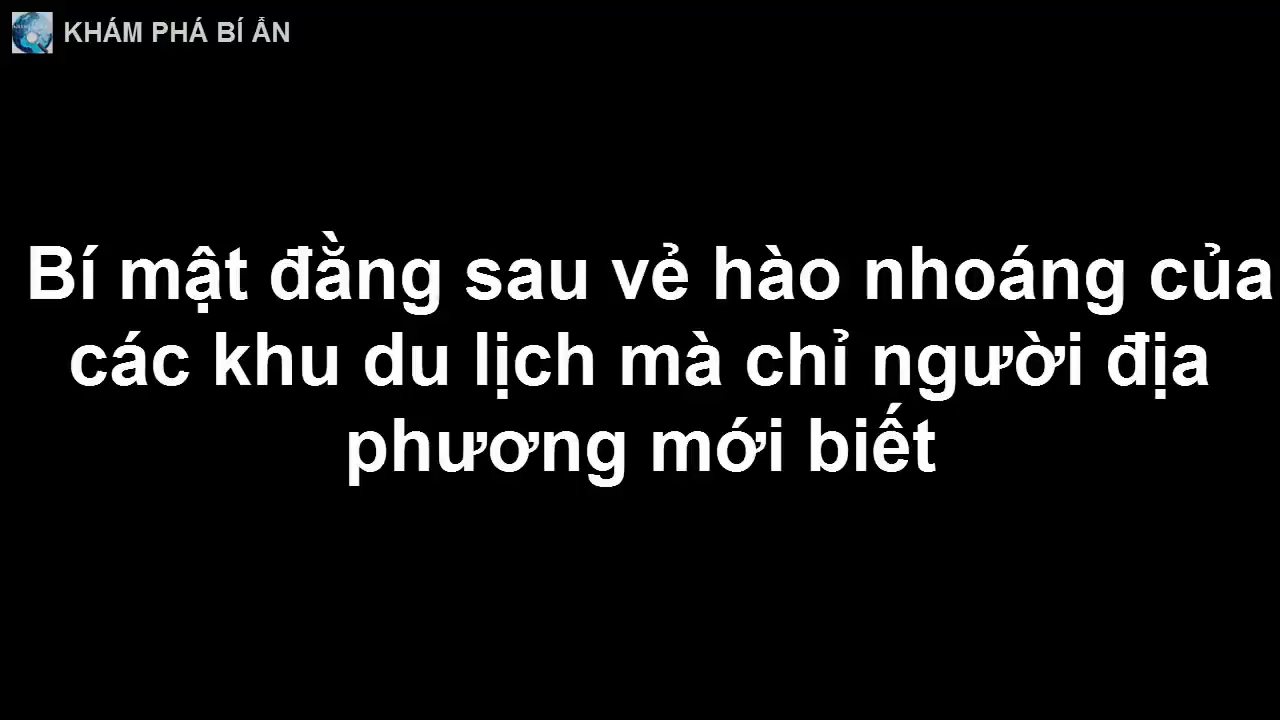 KHÁM PHÁ BÍ ẨN
Bí mật đằng sau vẻ hào nhoáng của
các khu du lịch mà chỉ người địa
phương mới biết